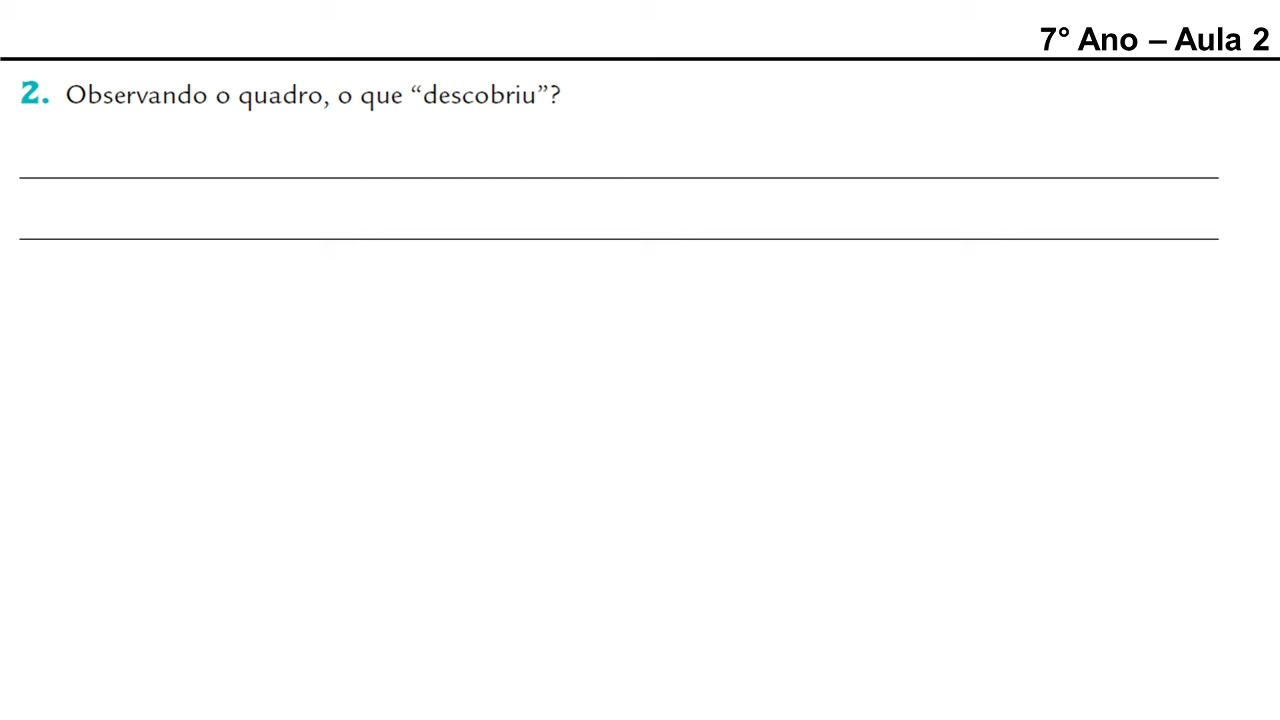 7° Ano – Aula 2
2. Observando o quadro, o que “descobriu”?